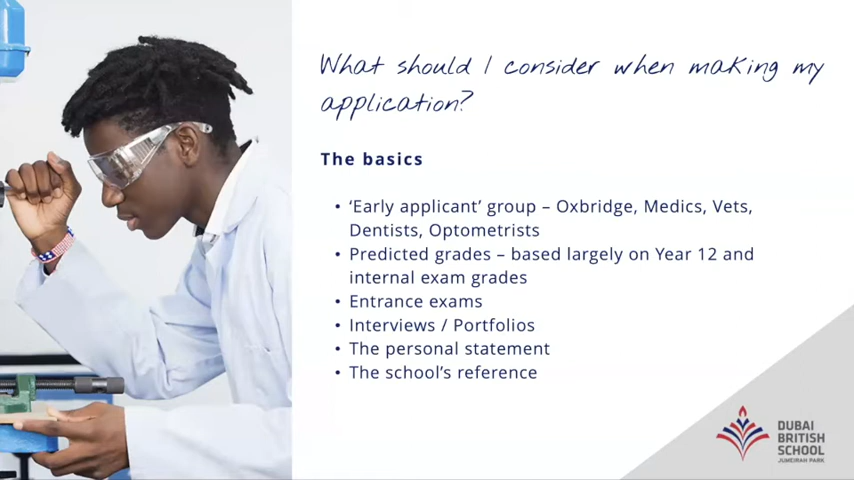 What should I consider when making my
application?
The basics
• ‘Early applicant’ group – Oxbridge, Medics, Vets,
Dentists, Optometrists
• Predicted grades – based largely on Year 12 and
internal exam grades
• Entrance exams
• Interviews / Portfolios
• The personal statement
• The school’s reference
DUBAI
BRITISH
SCHOOL
JUMEIRAH PARK